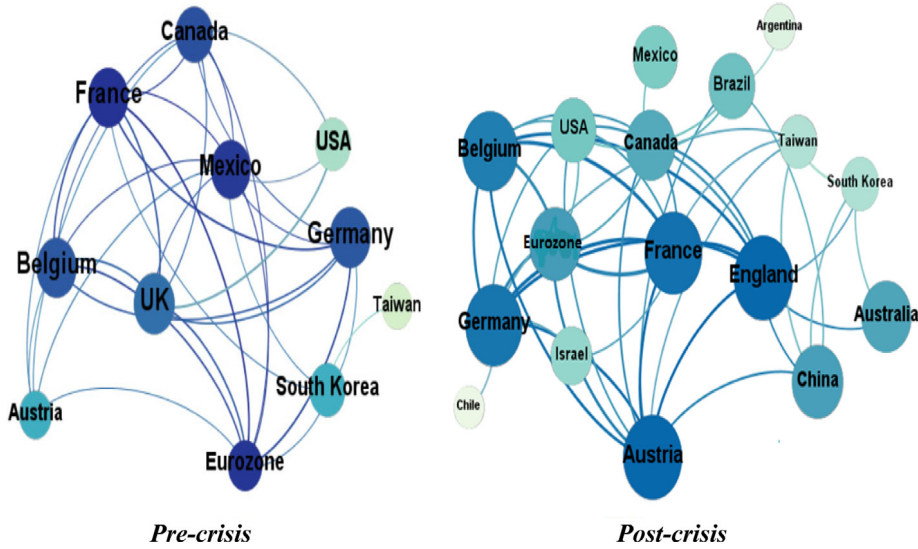 Canada
France
USA
Mexico
Germany
Belgium
UK
Taiwan
South Korea
Austria
Eurozone
Pre-crisis
Argentina
Mexico
Brazil
USA
Belgium
Canada
Taiwan
South Korea
Eurozone
France
England
Germany
Australia
Israel
China
Chile
Austria
Post-crisis